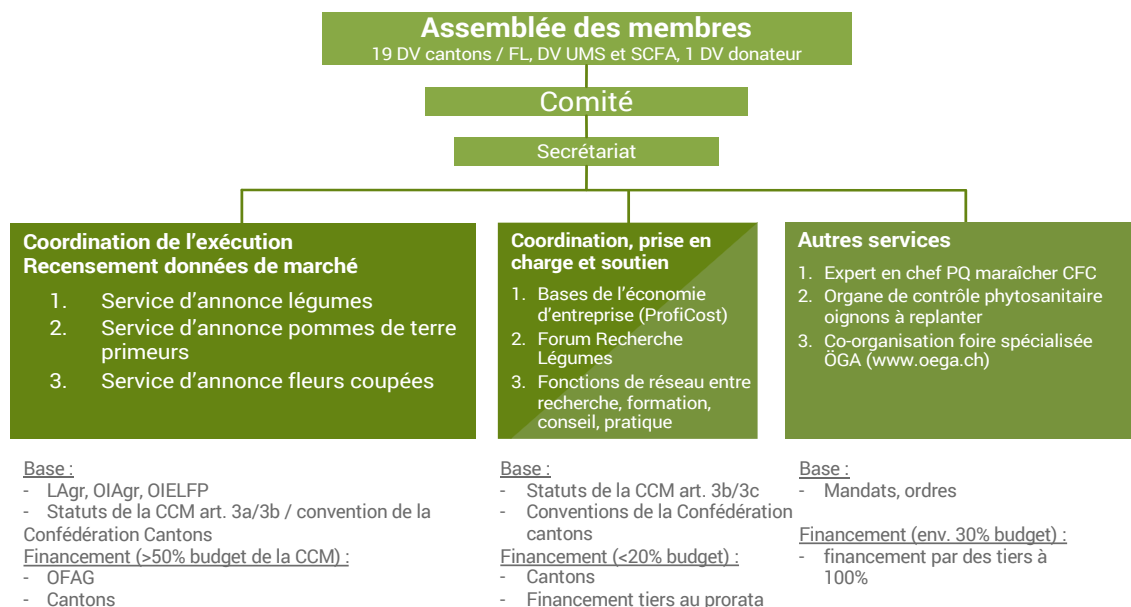 Assemblée des membres
19 DV cantons / FL, DV UMS et SCFA, 1 DV donateur
Comité
Secrétariat
Coordination de l'exécution
Recensement données de marché
1. Service d'annonce légumes
2. Service d'annonce pommes de terre
primeurs
3. Service d'annonce fleurs coupées
Base :
- LAgr, OIAgr, OIELFP
- Statuts de la CCM art. 3a/3b / convention de la
Confédération Cantons
Financement (>50% budget de la CCM) :
- OFAG
- Cantons
Coordination, prise en
charge et soutien
1. Bases de l'économie
d'entreprise (ProfiCost)
2. Forum Recherche
Légumes
3. Fonctions de réseau entre
recherche, formation,
conseil, pratique
Base :
- Statuts de la CCM art. 3b/3c
- Conventions de la Confédération
cantons
Financement (<20% budget) :
- Cantons
- Financement tiers au prorata
Autres services
1. Expert en chef PQ maraîcher CFC
2. Organe de contrôle phytosanitaire
oignons à replanter
3. Co-organisation foire spécialisée
ÖGA (www.oega.ch)
Base :
- Mandats, ordres
Financement (env. 30% budget) :
- financement par des tiers à
100%